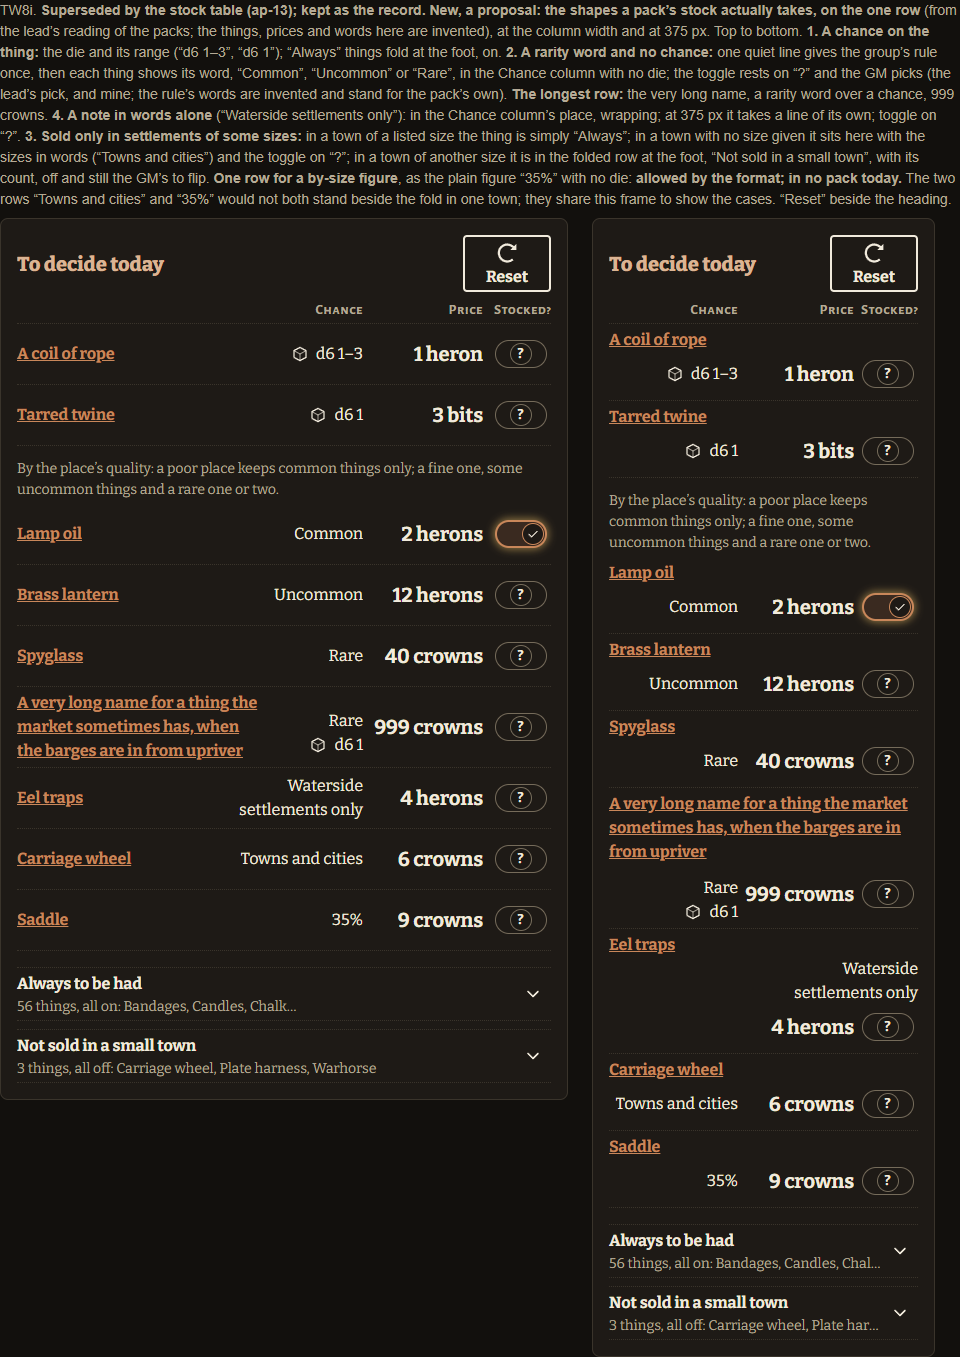 TW8i. Superseded by the stock table (ap-13); kept as the record. New, a proposal: the shapes a pack’s stock actually takes, on the one row (from
the lead’s reading of the packs; the things, prices and words here are invented), at the column width and at 375 px. Top to bottom. 1. A chance on the
thing: the die and its range (“d6 1–3”, “d6 1”); “Always” things fold at the foot, on. 2. A rarity word and no chance: one quiet line gives the group’s rule
once, then each thing shows its word, “Common”, “Uncommon” or “Rare”, in the Chance column with no die; the toggle rests on “?” and the GM picks (the
lead’s pick, and mine; the rule’s words are invented and stand for the pack’s own). The longest row: the very long name, a rarity word over a chance, 999
crowns. 4. A note in words alone (“Waterside settlements only”): in the Chance column’s place, wrapping; at 375 px it takes a line of its own; toggle on
“?”. 3. Sold only in settlements of some sizes: in a town of a listed size the thing is simply “Always”; in a town with no size given it sits here with the
sizes in words (“Towns and cities”) and the toggle on “?”; in a town of another size it is in the folded row at the foot, “Not sold in a small town”, with its
count, off and still the GM’s to flip. One row for a by-size figure, as the plain figure “35%” with no die: allowed by the format; in no pack today. The two
rows “Towns and cities” and “35%” would not both stand beside the fold in one town; they share this frame to show the cases. “Reset” beside the heading.
To decide today
Reset
CHANCE PRICE STOCKED?
A coil of rope d6 1–3 1 heron ?
Tarred twine d6 1 3 bits ?
By the place’s quality: a poor place keeps common things only; a fine one, some
uncommon things and a rare one or two.
Lamp oil Common 2 herons
Brass lantern Uncommon 12 herons ?
Spyglass Rare 40 crowns ?
A very long name for a thing the
market sometimes has, when
the barges are in from upriver
Rare
d6 1
999 crowns ?
Eel traps
Waterside
settlements only
4 herons ?
Carriage wheel Towns and cities 6 crowns ?
Saddle 35% 9 crowns ?
Always to be had
56 things, all on: Bandages, Candles, Chalk…
Not sold in a small town
3 things, all off: Carriage wheel, Plate harness, Warhorse
To decide today
Reset
CHANCE PRICE STOCKED?
A coil of rope
d6 1–3 1 heron ?
Tarred twine
d6 1 3 bits ?
By the place’s quality: a poor place keeps
common things only; a fine one, some
uncommon things and a rare one or two.
Lamp oil
Common 2 herons
Brass lantern
Uncommon 12 herons ?
Spyglass
Rare 40 crowns ?
A very long name for a thing the market
sometimes has, when the barges are in
from upriver
Rare
d6 1
999 crowns ?
Eel traps
Waterside
settlements only
4 herons ?
Carriage wheel
Towns and cities 6 crowns ?
Saddle
35% 9 crowns ?
Always to be had
56 things, all on: Bandages, Candles, Chal…
Not sold in a small town
3 things, all off: Carriage wheel, Plate har…